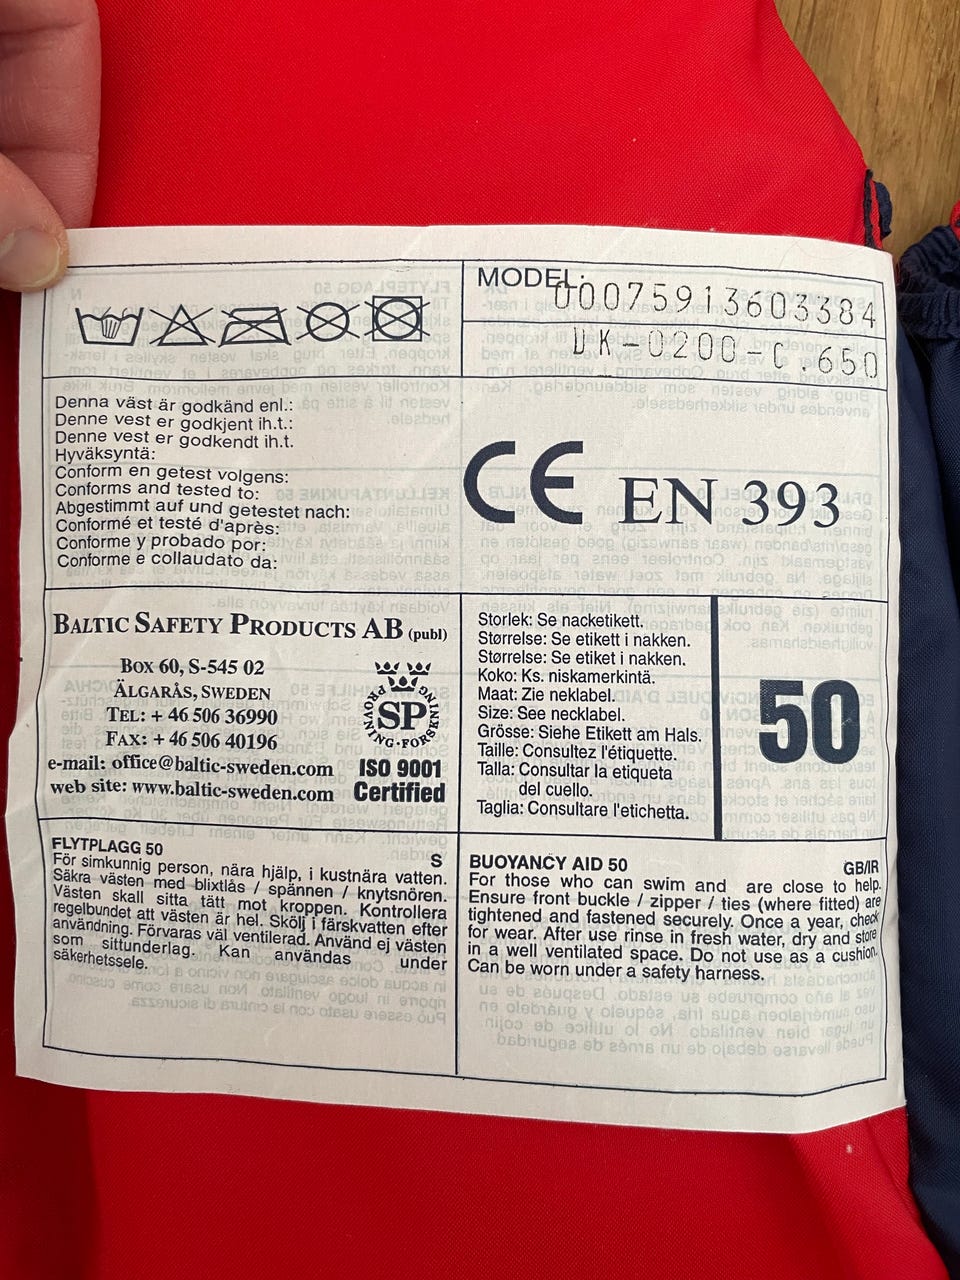 MODEL:
00075913603384
UK-0200-C.650
Denna väst är godkänd enl.:
Denne vest er godkjent ih.t.:
Denne vest er godkendt ih.t.
Hyväksyntä:
Conform en getest volgens:
Conforms and tested to:
Abgestimmt auf und getestet nach:
Conformé et testé d'après:
Conforme y probado por:
Conforme e collaudato da:
CE EN 393
BALTIC SAFETY PRODUCTS AB (publ)
BOX 60, S-545 02
ÄLGARÅS, SWEDEN
TEL: + 46 506 36990
FAX: + 46 506 40196
e-mail: office@baltic-sweden.com
web site: www.baltic-sweden.com
SP
PROVNING·FORSKNING
ISO 9001
Certified
Storlek: Se nacketikett.
Størrelse: Se etikett i nakken.
Størrelse: Se etiket i nakken.
Koko: Ks. niskamerkintä.
Maat: Zie neklabel.
Size: See necklabel.
Grösse: Siehe Etikett am Hals.
Taille: Consultez l'étiquette.
Talla: Consultar la etiqueta
del cuello.
Taglia: Consultare l'etichetta.
50
FLYTPLAGG 50 S
För simkunnig person, nära hjälp, i kustnära vatten.
Säkra västen med blixtlås / spännen / knytsnören.
Västen skall sitta tätt mot kroppen. Kontrollera
regelbundet att västen är hel. Skölj i färskvatten efter
användning. Förvaras väl ventilerad. Använd ej västen
som sittunderlag. Kan användas under
säkerhetssele.
BUOYANCY AID 50 GB/IR
For those who can swim and are close to help.
Ensure front buckle / zipper / ties (where fitted) are
tightened and fastened securely. Once a year, check
for wear. After use rinse in fresh water, dry and store
in a well ventilated space. Do not use as a cushion.
Can be worn under a safety harness.